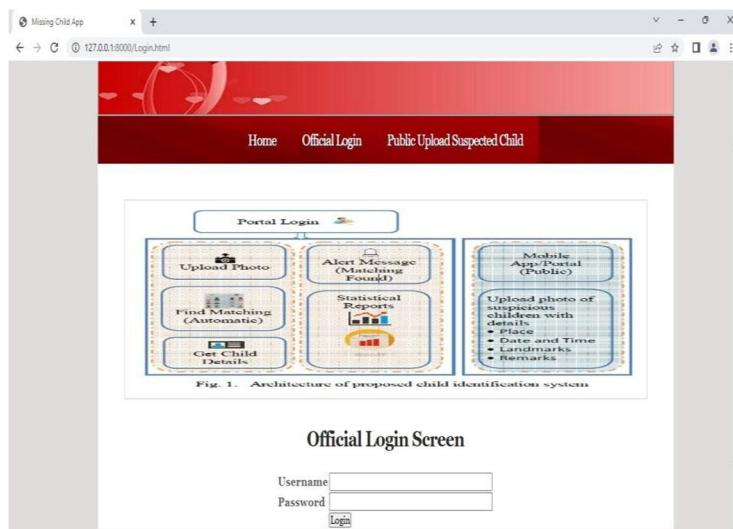 Missing Child App
127.0.0.1:8000/Login.html
Home Official Login Public Upload Suspected Child
Portal Login
Upload Photo
Find Matching
(Automatic)
Get Child
Details
Alert Message
(Matching
Found)
Statistical
Reports
Mobile
App/Portal
(Public)
Upload photo of
suspicious
children with
details
• Place
• Date and Time
• Landmarks
• Remarks
Fig. 1. Architecture of proposed child identification system
Official Login Screen
Username
Password
Login